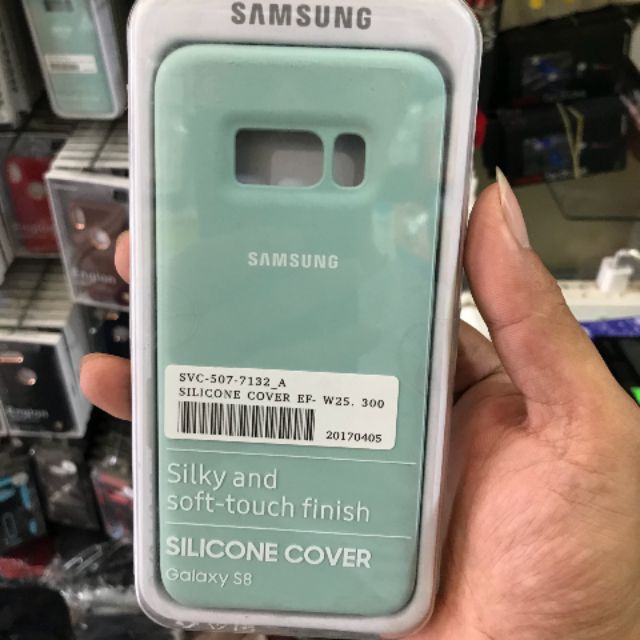 SAMSUNG
SAMSUNG
SVC-507-7132_A
SILICONE COVER EF- W25. 300
20170405
Silky and
soft-touch finish
SILICONE COVER
Galaxy S8